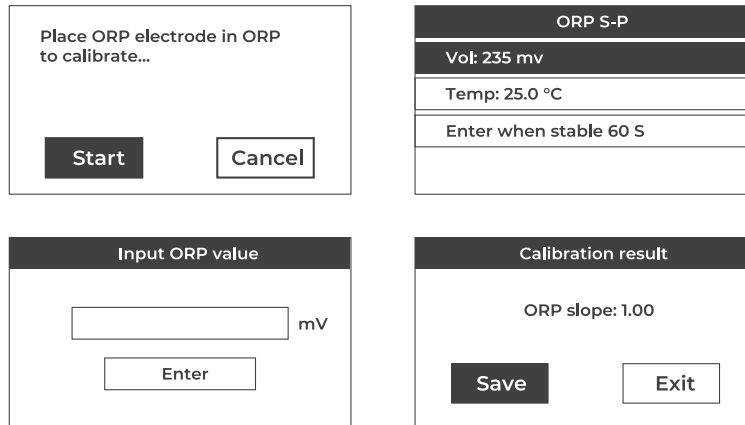 Place ORP electrode in ORP
to calibrate...
Start
Cancel
ORP S-P
Vol: 235 mv
Temp: 25.0 °C
Enter when stable 60 S
Input ORP value
mV
Enter
Calibration result
ORP slope: 1.00
Save
Exit